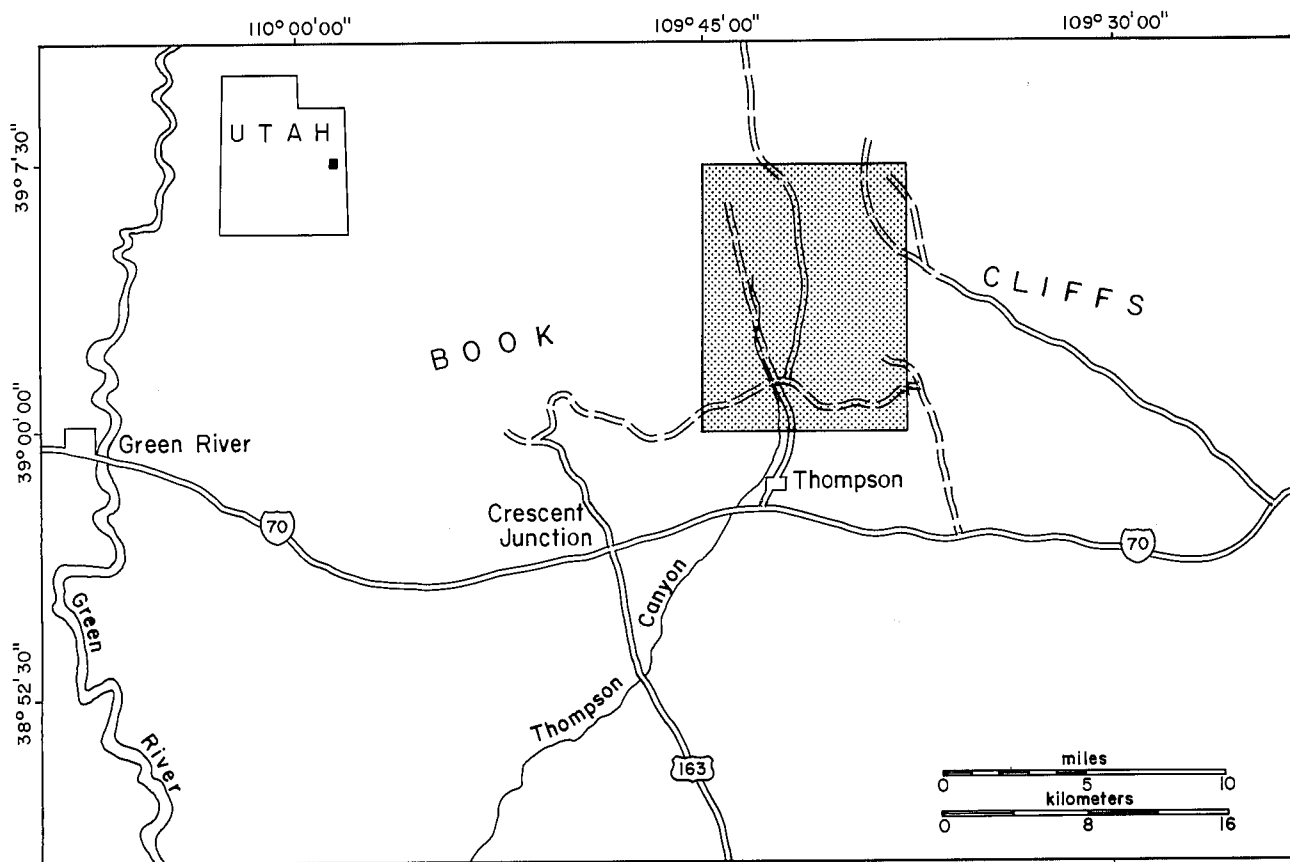 110° 00' 00"
109° 45' 00"
109° 30' 00"
39° 7' 30"
39° 00' 00"
38° 52' 30"
UTAH
BOOK
CLIFFS
Green River
Thompson
Crescent
Junction
70
70
Green
River
Thompson
Canyon
163
miles
0 5 10
kilometers
0 8 16